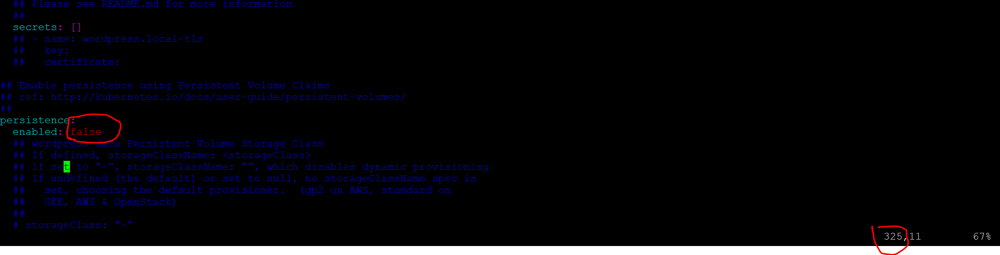 ## Please see README.md for more information
##
secrets: []
## - name: wordpress.local-tls
##   key:
##   certificate:
## Enable persistence using Persistent Volume Claims
## ref: http://kubernetes.io/docs/user-guide/persistent-volumes/
##
persistence:
enabled: false
## wordpress data Persistent Volume Storage Class
## If defined, storageClassName: <storageClass>
## If set to "-", storageClassName: "", which disables dynamic provisioning
## If undefined (the default) or set to null, no storageClassName spec is
##   set, choosing the default provisioner.  (gp2 on AWS, standard on
##   GKE, AWS & OpenStack)
##
# storageClass: "-"
325,11 67%